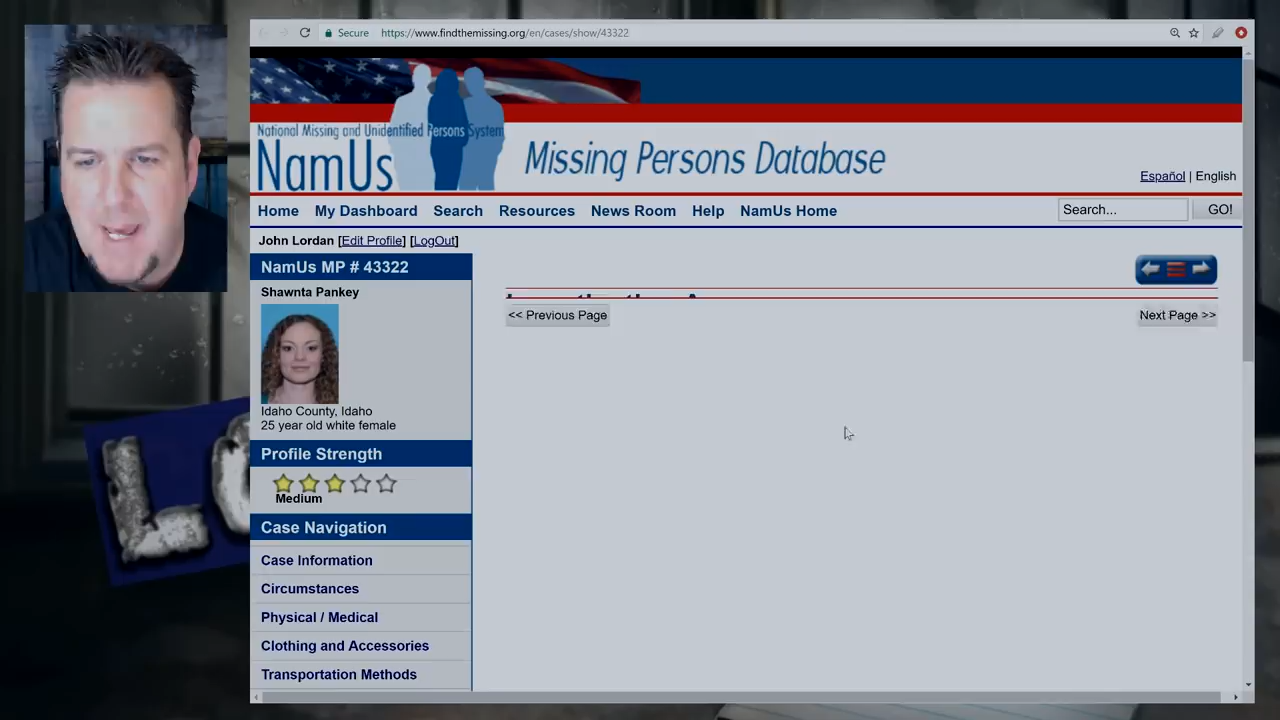 Secure
https://www.findthemissing.org/en/cases/show/43322
National Missing and Unidentified Persons System
NamUs
Missing Persons Database
Español | English
Home My Dashboard Search Resources News Room Help NamUs Home
Search... GO!
John Lordan [Edit Profile] [LogOut]
NamUs MP # 43322
Shawnta Pankey
<< Previous Page
Next Page >>
Idaho County, Idaho
25 year old white female
Profile Strength
Medium
Case Navigation
Case Information
Circumstances
Physical / Medical
Clothing and Accessories
Transportation Methods